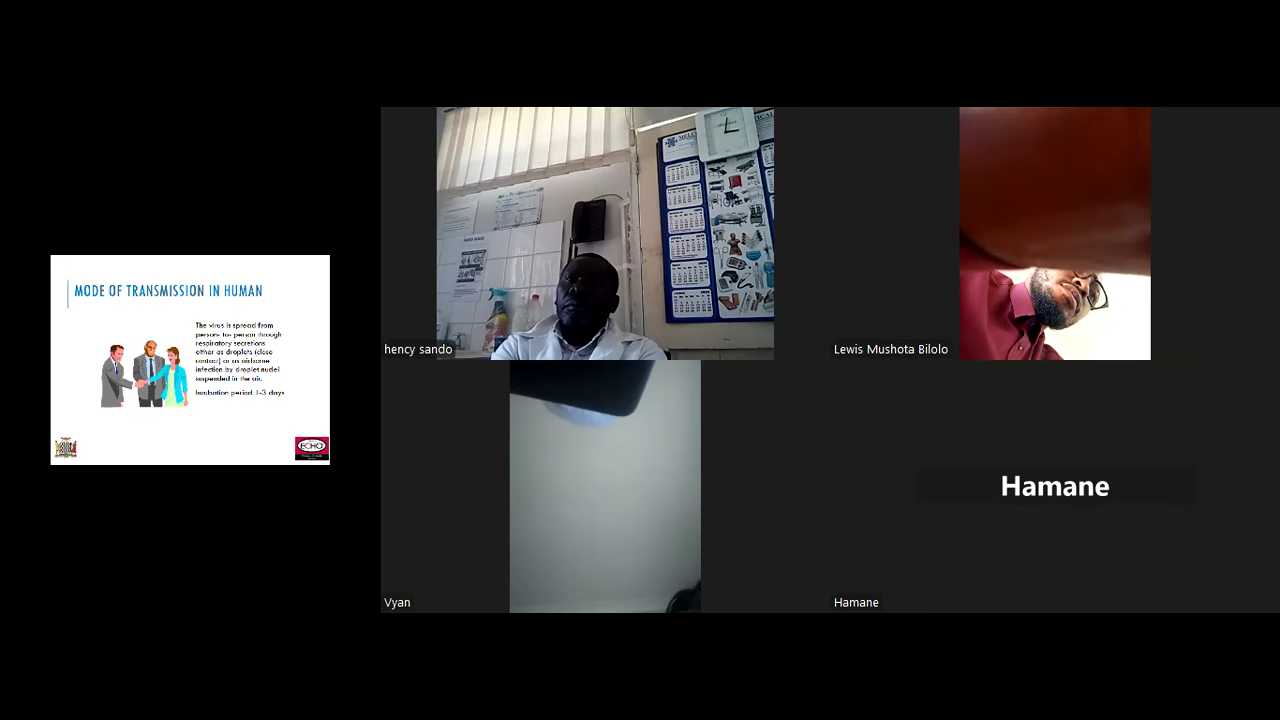 MODE OF TRANSMISSION IN HUMAN
The virus is spread from
person- to- person through
respiratory secretions
either as droplets (close
contact) or as airborne
infection by droplet nuclei
suspended in the air.
Incubation period 1-3 days
ECHO
hency sando
Lewis Mushota Bilolo
Vyan
Hamane
Hamane